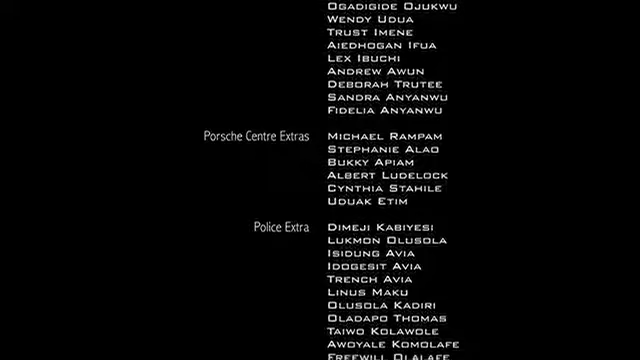 Ogadigide Ojukwu
Wendy Udua
Trust Imene
Aiedhogan Ifua
Lex Ibuchi
Andrew Awun
Deborah Trutee
Sandra Anyanwu
Fidelia Anyanwu
Porsche Centre Extras Michael Rampam
Stephanie Alao
Bukky Apiam
Albert Ludelock
Cynthia Stahile
Uduak Etim
Police Extra Dimeji Kabiyesi
Lukmon Olusola
Isidung Avia
Idogesit Avia
Trench Avia
Linus Maku
Olusola Kadiri
Oladapo Thomas
Taiwo Kolawole
Awoyale Komolafe
Freewill Olalafe